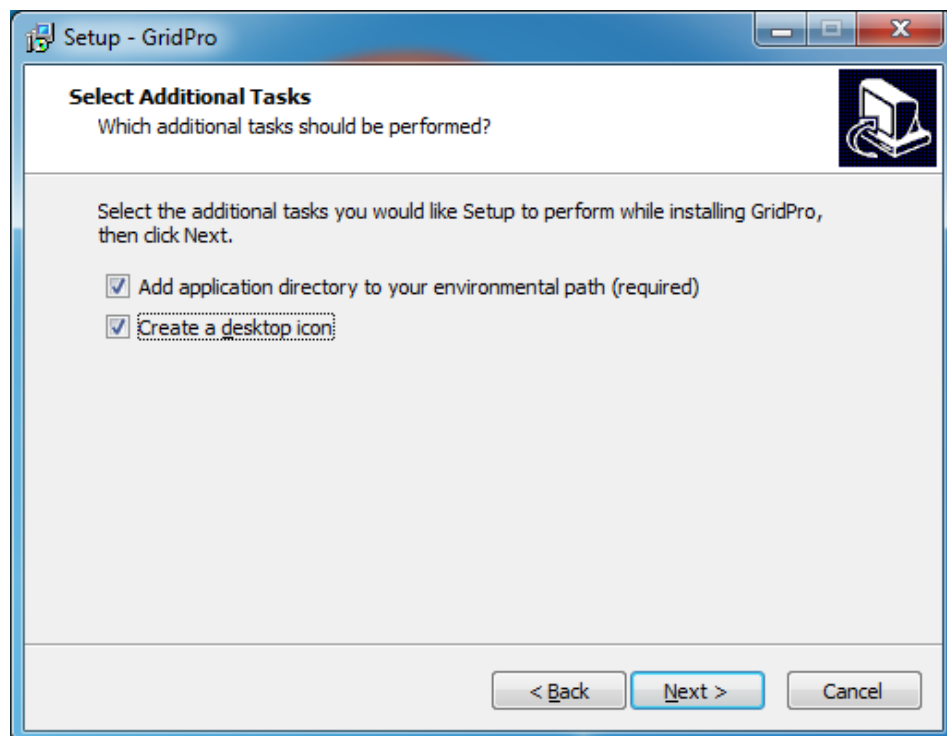 Setup - GridPro
Select Additional Tasks
Which additional tasks should be performed?
Select the additional tasks you would like Setup to perform while installing GridPro,
then click Next.
Add application directory to your environmental path (required)
Create a desktop icon
< Back
Next >
Cancel